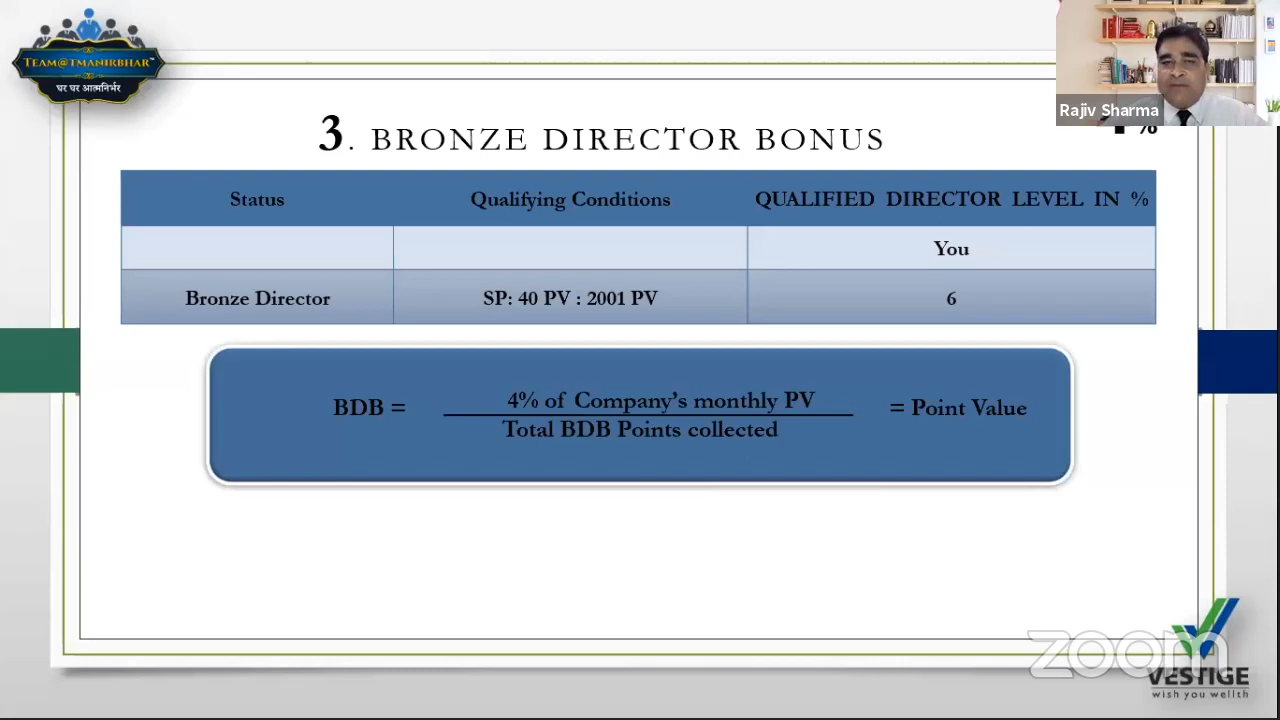 TEAM@TMANIRBHAR™
घर घर आत्मनिर्भर
Rajiv Sharma
3. BRONZE DIRECTOR BONUS
%
Status Qualifying Conditions QUALIFIED DIRECTOR LEVEL IN %
You
Bronze Director SP: 40 PV : 2001 PV 6
4% of Company's monthly PV
BDB = = Point Value
Total BDB Points collected
zoom
VESTIGE
wish you wellth